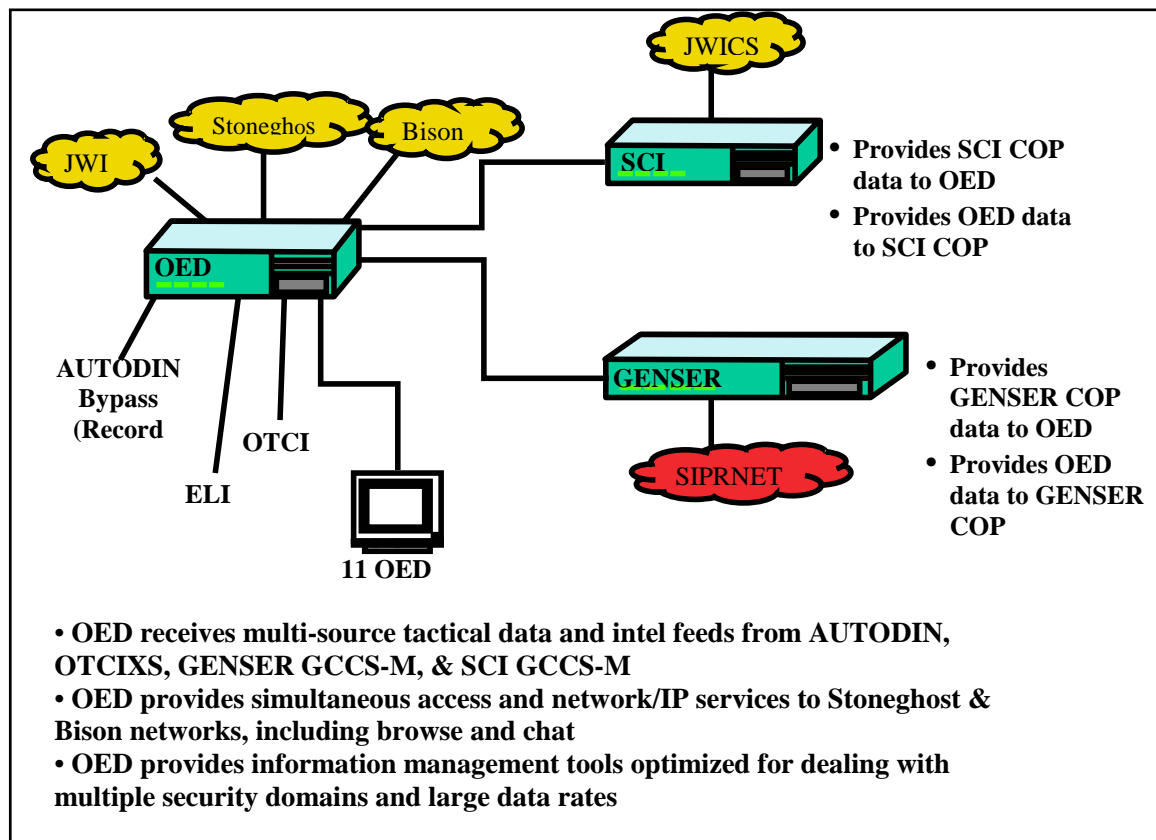 JWICS
Stoneghos
Bison
JWI
SCI
• Provides SCI COP
data to OED
• Provides OED data
to SCI COP
OED
AUTODIN
Bypass
(Record
OTCI
ELI
11 OED
GENSER
SIPRNET
• Provides
GENSER COP
data to OED
• Provides OED
data to GENSER
COP
• OED receives multi-source tactical data and intel feeds from AUTODIN,
OTCIXS, GENSER GCCS-M, & SCI GCCS-M
• OED provides simultaneous access and network/IP services to Stoneghost &
Bison networks, including browse and chat
• OED provides information management tools optimized for dealing with
multiple security domains and large data rates